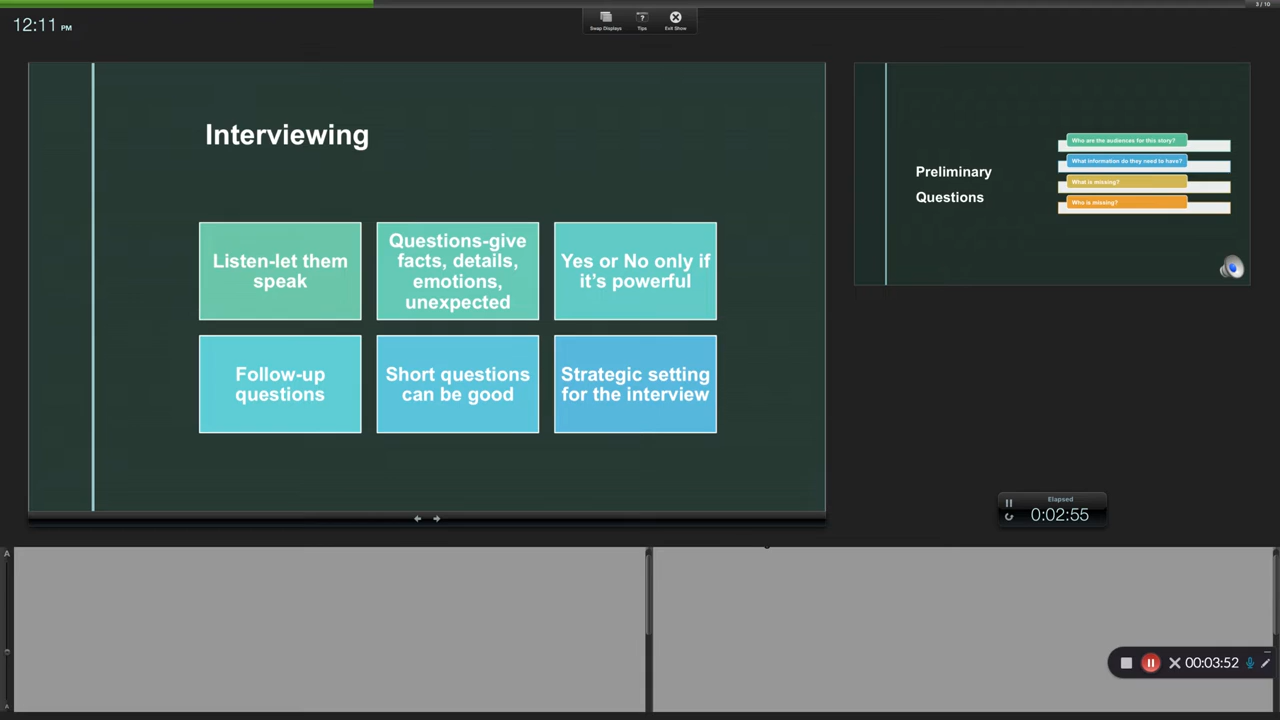 3 / 10
12:11 PM
Swap Displays
Tips
Exit Show
Interviewing
Listen-let them
speak
Questions-give
facts, details,
emotions,
unexpected
Yes or No only if
it's powerful
Follow-up
questions
Short questions
can be good
Strategic setting
for the interview
Preliminary
Questions
Who are the audiences for this story?
What information do they need to have?
What is missing?
Who is missing?
Elapsed
0:02:55
A
A
00:03:52